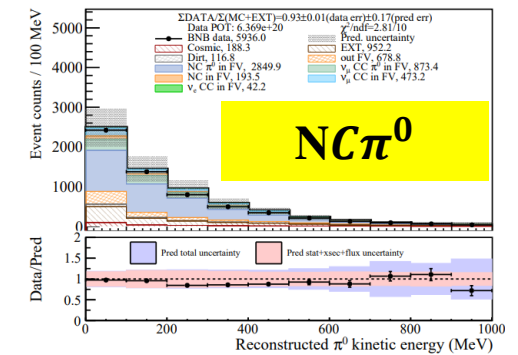 ΣDATA/Σ(MC+EXT)=0.93±0.01(data err)±0.17(pred err)
Data POT: 6.369e+20 χ²/ndf=2.81/10
BNB data, 5936.0 Pred. uncertainty
Cosmic, 188.3 EXT, 952.2
Dirt, 116.8 out FV, 678.8
NC π⁰ in FV, 2849.9 ν_μ CC π⁰ in FV, 873.4
NC in FV, 193.5 ν_μ CC in FV, 473.2
ν_e CC in FV, 42.2
NCπ⁰
Event counts / 100 MeV
5000
4000
3000
2000
1000
0
Pred total uncertainty Pred stat+xsec+flux uncertainty
Data/Pred
2
1.5
1
0.5
0
0 200 400 600 800 1000
Reconstructed π⁰ kinetic energy (MeV)